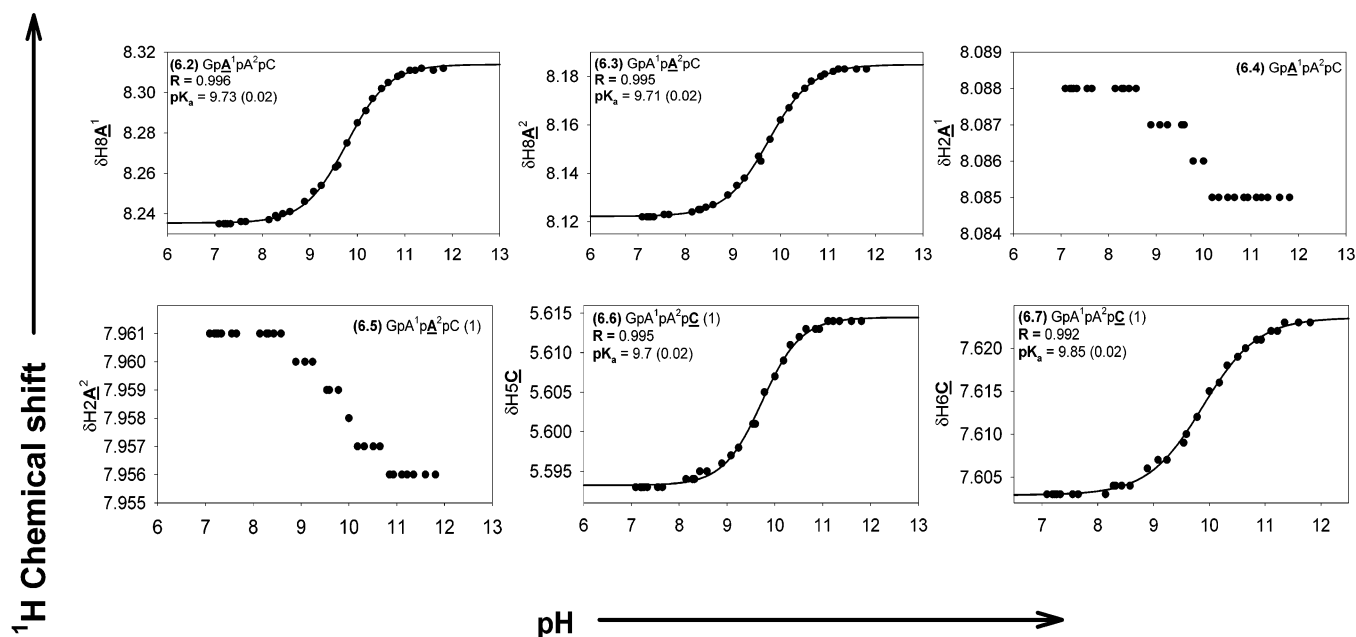 ¹H Chemical shift
8.32
8.30
8.28
8.26
8.24
δH8A¹
(6.2) GpA¹pA²pC
R = 0.996
pKₐ = 9.73 (0.02)
6 7 8 9 10 11 12 13
8.18
8.16
8.14
8.12
δH8A²
(6.3) GpA¹pA²pC
R = 0.995
pKₐ = 9.71 (0.02)
6 7 8 9 10 11 12 13
8.089
8.088
8.087
8.086
8.085
8.084
δH2A¹
(6.4) GpA¹pA²pC
6 7 8 9 10 11 12 13
7.961
7.960
7.959
7.958
7.957
7.956
7.955
δH2A²
(6.5) GpA¹pA²pC (1)
6 7 8 9 10 11 12 13
5.615
5.610
5.605
5.600
5.595
δH5C
(6.6) GpA¹pA²pC (1)
R = 0.995
pKₐ = 9.7 (0.02)
6 7 8 9 10 11 12 13
7.620
7.615
7.610
7.605
δH6C
(6.7) GpA¹pA²pC (1)
R = 0.992
pKₐ = 9.85 (0.02)
7 8 9 10 11 12
pH